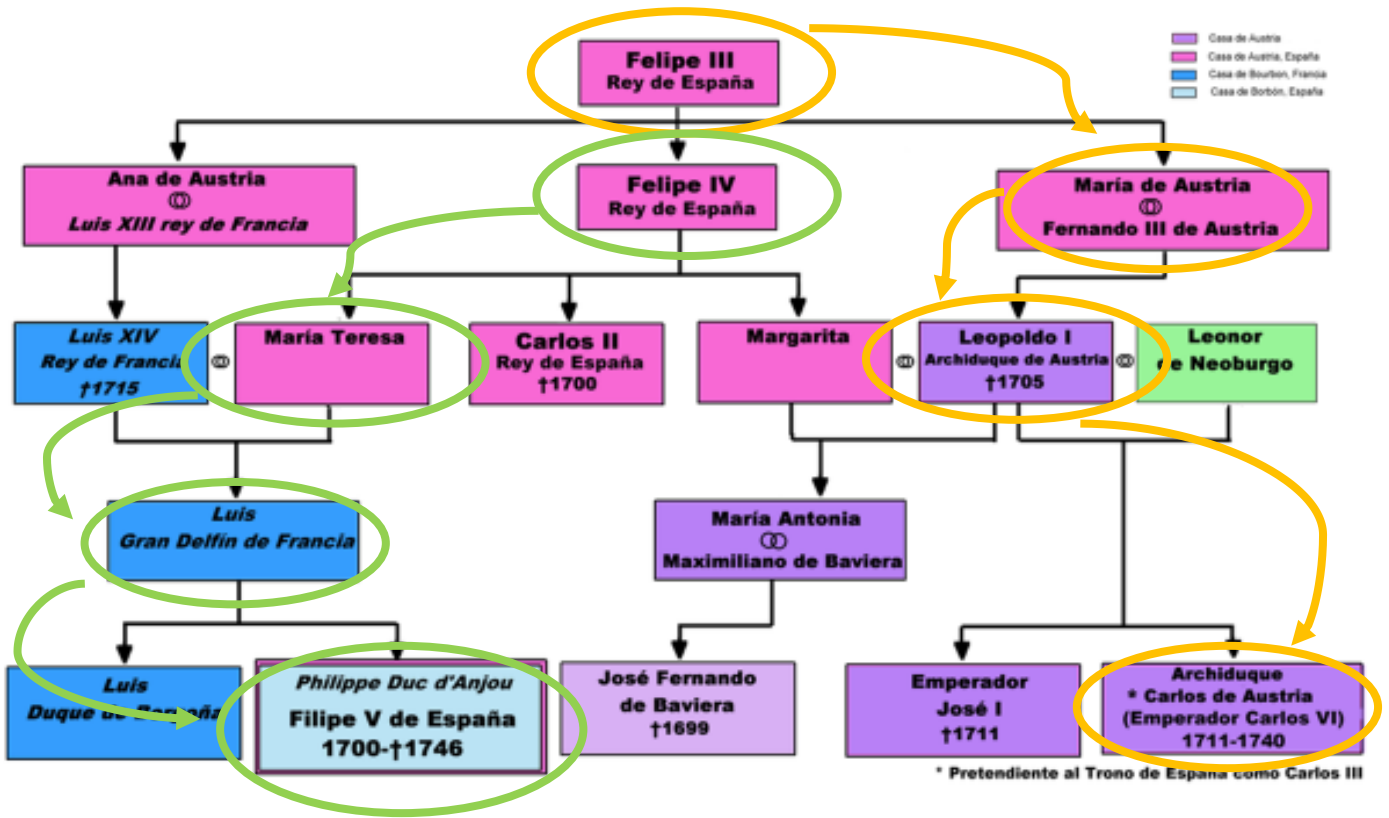 Felipe III
Rey de España
Casa de Austria
Casa de Austria, España
Casa de Bourbon, Francia
Casa de Borbón, España
Ana de Austria
Luis XIII rey de Francia
Felipe IV
Rey de España
María de Austria
Fernando III de Austria
Luis XIV
Rey de Francia
†1715
María Teresa
Carlos II
Rey de España
†1700
Margarita
Leopoldo I
Archiduque de Austria
†1705
Leonor
de Neoburgo
Luis
Gran Delfín de Francia
María Antonia
Maximiliano de Baviera
Luis
Duque de Borgoña
Philippe Duc d'Anjou
Filipe V de España
1700-†1746
José Fernando
de Baviera
†1699
Emperador
José I
†1711
Archiduque
* Carlos de Austria
(Emperador Carlos VI)
1711-1740
* Pretendiente al Trono de España como Carlos III